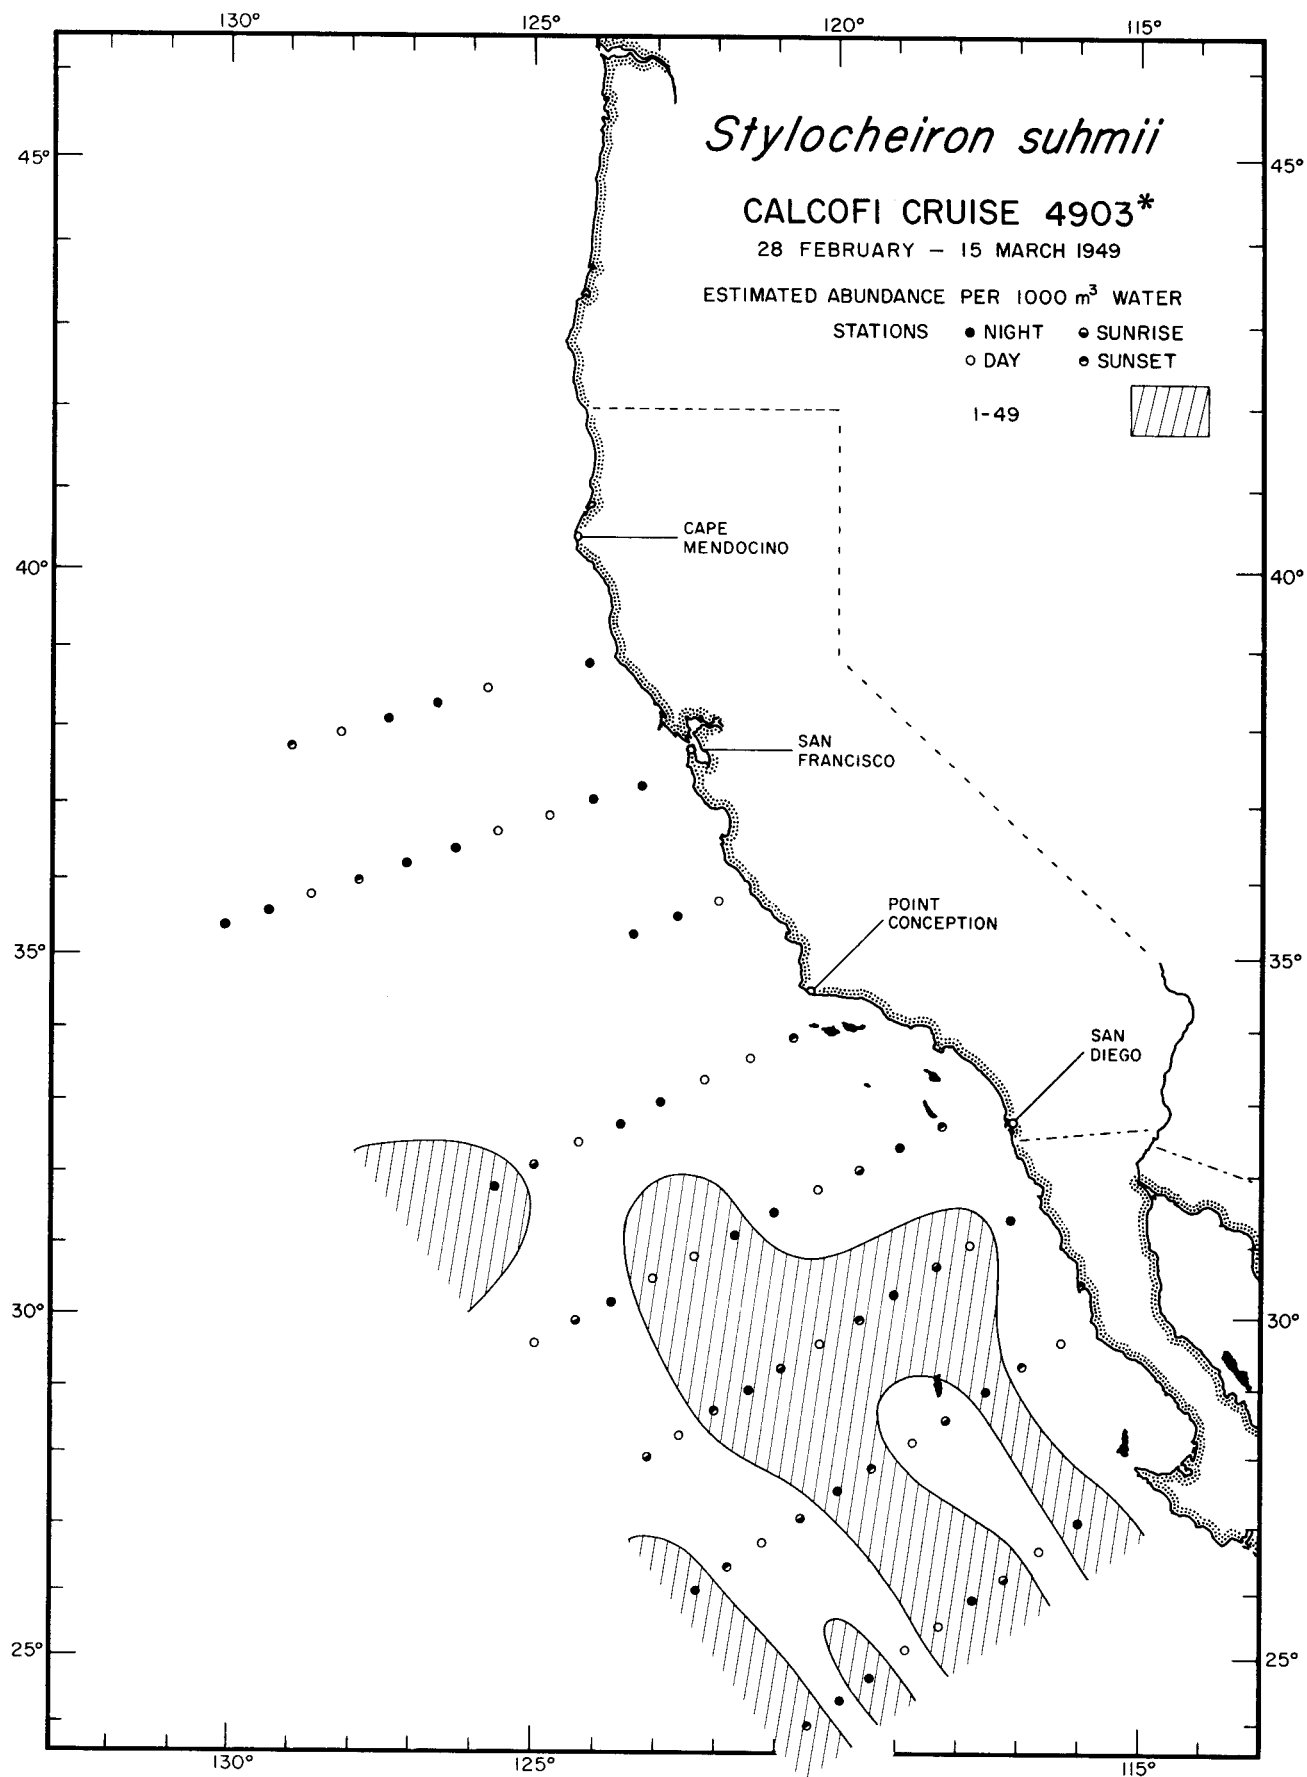 130° 125° 120° 115°
Stylocheiron suhmii
45° 45°
CALCOFI CRUISE 4903*
28 FEBRUARY — 15 MARCH 1949
ESTIMATED ABUNDANCE PER 1000 m³ WATER
STATIONS NIGHT SUNRISE
DAY SUNSET
1-49
CAPE
MENDOCINO
40° 40°
SAN
FRANCISCO
POINT
CONCEPTION
35° 35°
SAN
DIEGO
30° 30°
25° 25°
130° 125° 115°